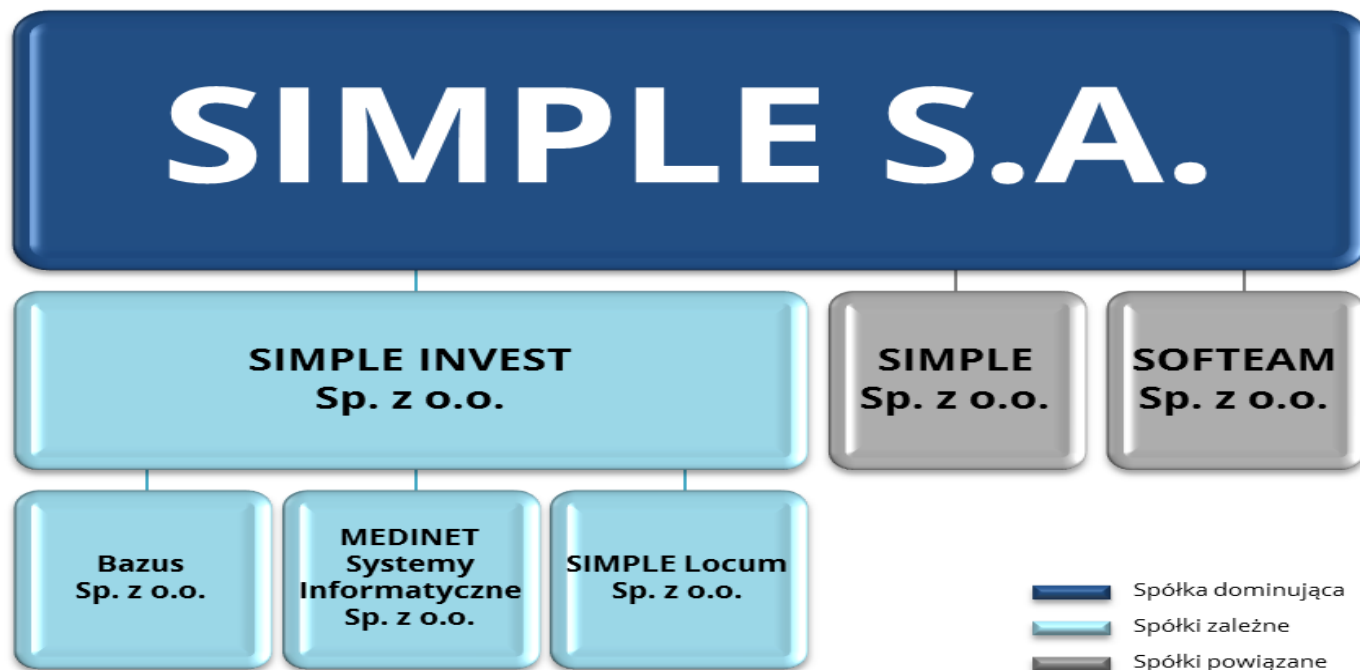 SIMPLE S.A.
SIMPLE INVEST
Sp. z o.o.
SIMPLE
Sp. z o.o.
SOFTEAM
Sp. z o.o.
Bazus
Sp. z o.o.
MEDINET
Systemy
Informatyczne
Sp. z o.o.
SIMPLE Locum
Sp. z o.o.
Spółka dominująca
Spółki zależne
Spółki powiązane